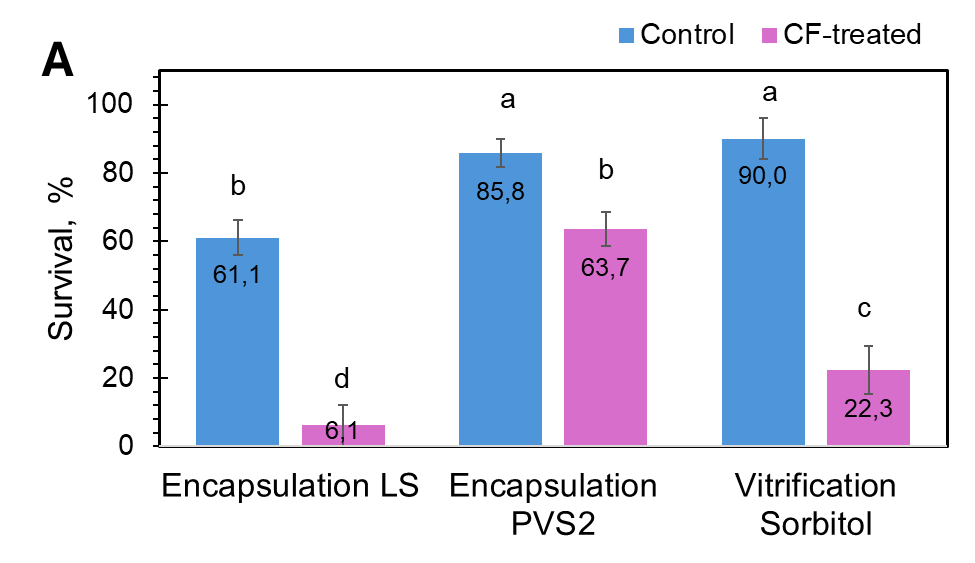 Control CF-treated
A
Survival, %
100
80
60
40
20
0
b
61,1
d
6,1
a
85,8
b
63,7
a
90,0
c
22,3
Encapsulation LS
Encapsulation
PVS2
Vitrification
Sorbitol